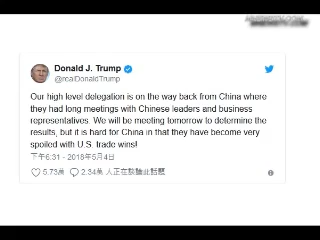 Donald J. Trump
@realDonaldTrump
Our high level delegation is on the way back from China where
they had long meetings with Chinese leaders and business
representatives. We will be meeting tomorrow to determine the
results, but it is hard for China in that they have become very
spoiled with U.S. trade wins!
下午6:31 - 2018年5月4日
5.73萬 2.34萬 人正在談論此話題